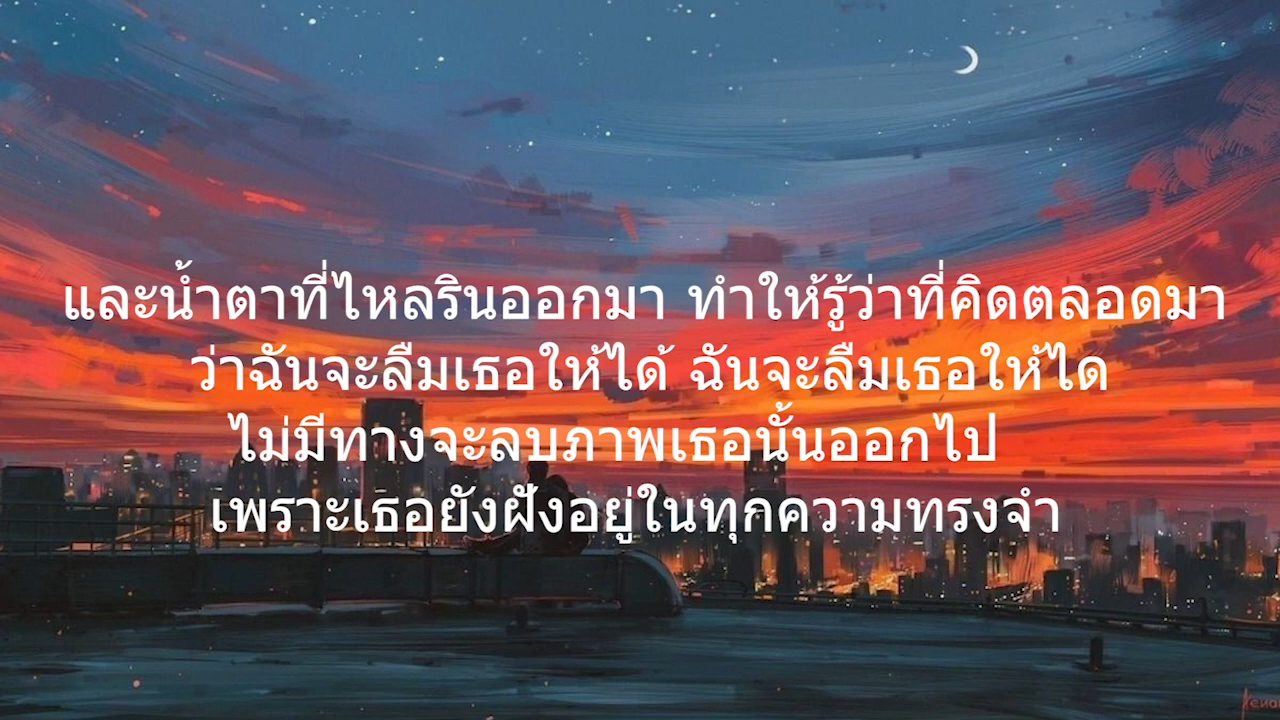 และน้ำตาที่ไหลรินออกมา ทำให้รู้ว่าที่คิดตลอดมา
ว่าฉันจะลืมเธอให้ได้ ฉันจะลืมเธอให้ได
ไม่มีทางจะลบภาพเธอนั้นออกไป
เพราะเธอยังฝังอยู่ในทุกความทรงจำ